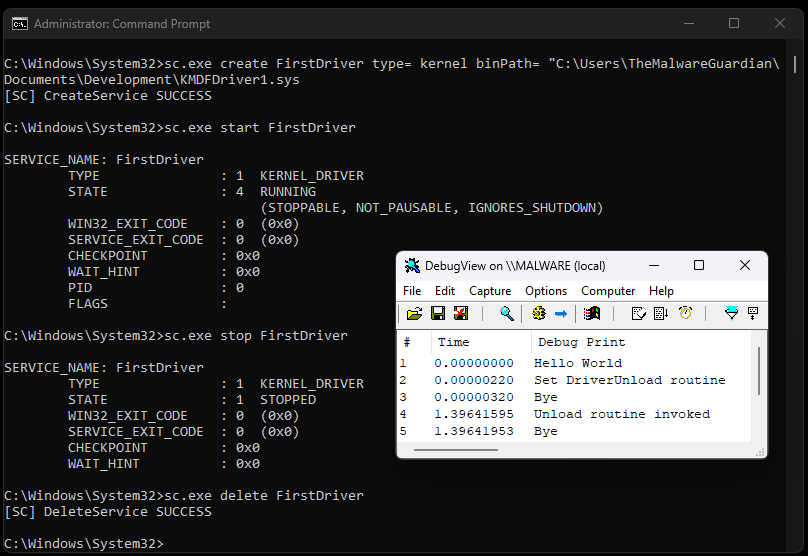 Administrator: Command Prompt
C:\Windows\System32>sc.exe create FirstDriver type= kernel binPath= "C:\Users\TheMalwareGuardian\
Documents\Development\KMDFDriver1.sys
[SC] CreateService SUCCESS
C:\Windows\System32>sc.exe start FirstDriver
SERVICE_NAME: FirstDriver
TYPE : 1 KERNEL_DRIVER
STATE : 4 RUNNING
(STOPPABLE, NOT_PAUSABLE, IGNORES_SHUTDOWN)
WIN32_EXIT_CODE : 0 (0x0)
SERVICE_EXIT_CODE : 0 (0x0)
CHECKPOINT : 0x0
WAIT_HINT : 0x0
PID : 0
FLAGS :
C:\Windows\System32>sc.exe stop FirstDriver
SERVICE_NAME: FirstDriver
TYPE : 1 KERNEL_DRIVER
STATE : 1 STOPPED
WIN32_EXIT_CODE : 0 (0x0)
SERVICE_EXIT_CODE : 0 (0x0)
CHECKPOINT : 0x0
WAIT_HINT : 0x0
C:\Windows\System32>sc.exe delete FirstDriver
[SC] DeleteService SUCCESS
C:\Windows\System32>
DebugView on \\MALWARE (local)
File Edit Capture Options Computer Help
# Time Debug Print
1 0.00000000 Hello World
2 0.00000220 Set DriverUnload routine
3 0.00000320 Bye
4 1.39641595 Unload routine invoked
5 1.39641953 Bye